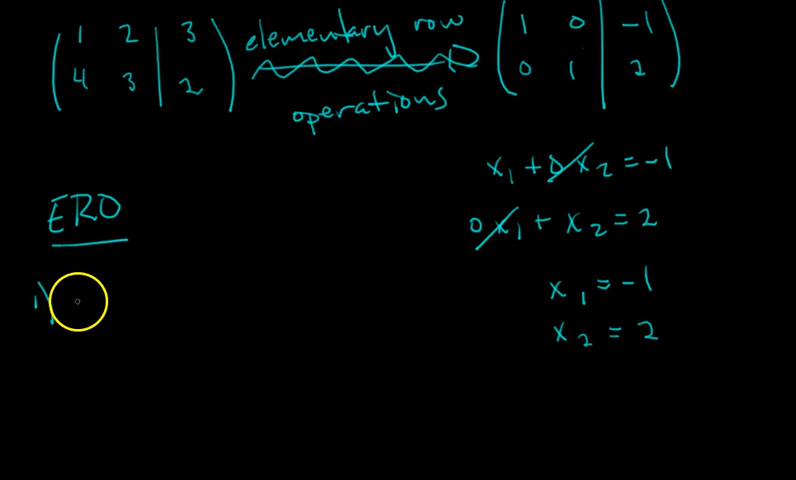 ( 1 2 | 3 ) elementary row ( 1 0 | -1 )
( 4 3 | 2 ) operations ( 0 1 | 2 )
x₁ + 0x₂ = -1
ERO
0x₁ + x₂ = 2
1)
x₁ = -1
x₂ = 2